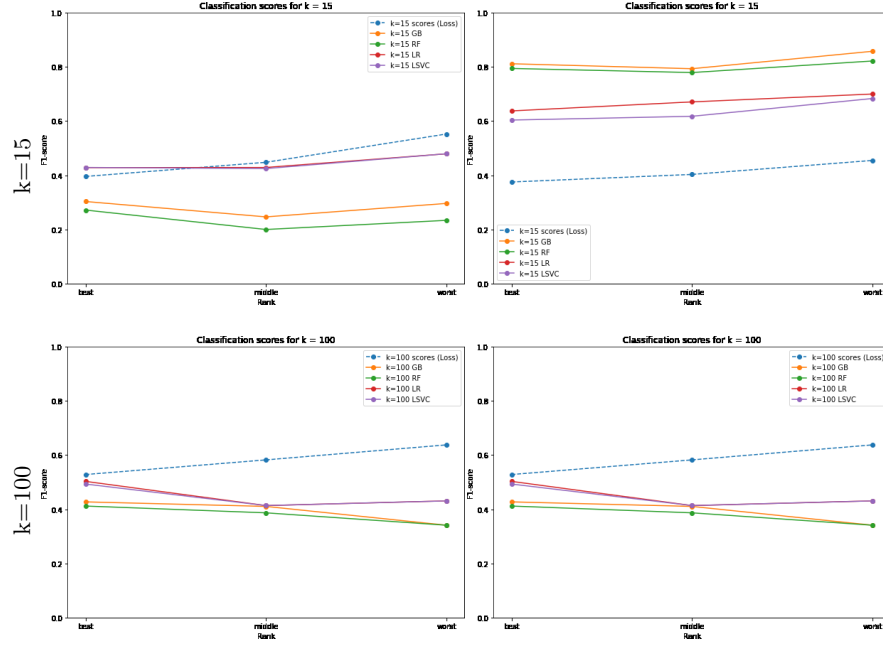 Classification scores for k = 15
k=15
F1-score
1.0
0.8
0.6
0.4
0.2
0.0
k=15 scores (Loss)
k=15 GB
k=15 RF
k=15 LR
k=15 LSVC
best
middle
worst
Rank
Classification scores for k = 15
F1-score
1.0
0.8
0.6
0.4
0.2
0.0
k=15 scores (Loss)
k=15 GB
k=15 RF
k=15 LR
k=15 LSVC
best
middle
worst
Rank
Classification scores for k = 100
k=100
F1-score
1.0
0.8
0.6
0.4
0.2
0.0
k=100 scores (Loss)
k=100 GB
k=100 RF
k=100 LR
k=100 LSVC
best
middle
worst
Rank
Classification scores for k = 100
F1-score
1.0
0.8
0.6
0.4
0.2
0.0
k=100 scores (Loss)
k=100 GB
k=100 RF
k=100 LR
k=100 LSVC
best
middle
worst
Rank